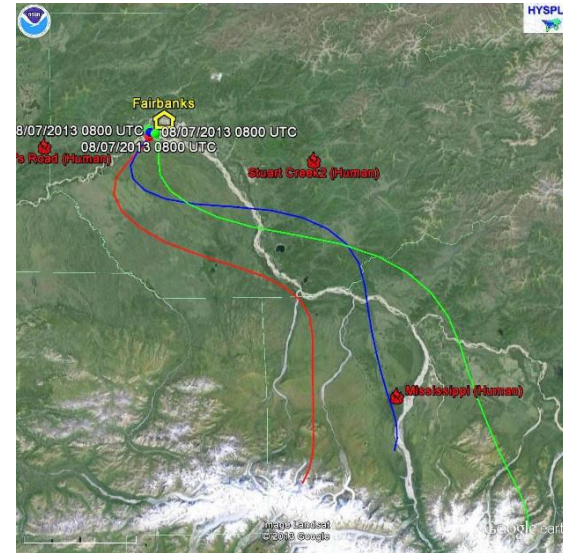 HYSPL
Fairbanks
8/07/2013 0800 UTC
08/07/2013 0800 UTC
08/07/2013 0800 UTC
's Road (Human)
Stuart Creek2 (Human)
Mississippi (Human)
Image Landsat
© 2013 Google
Google eart